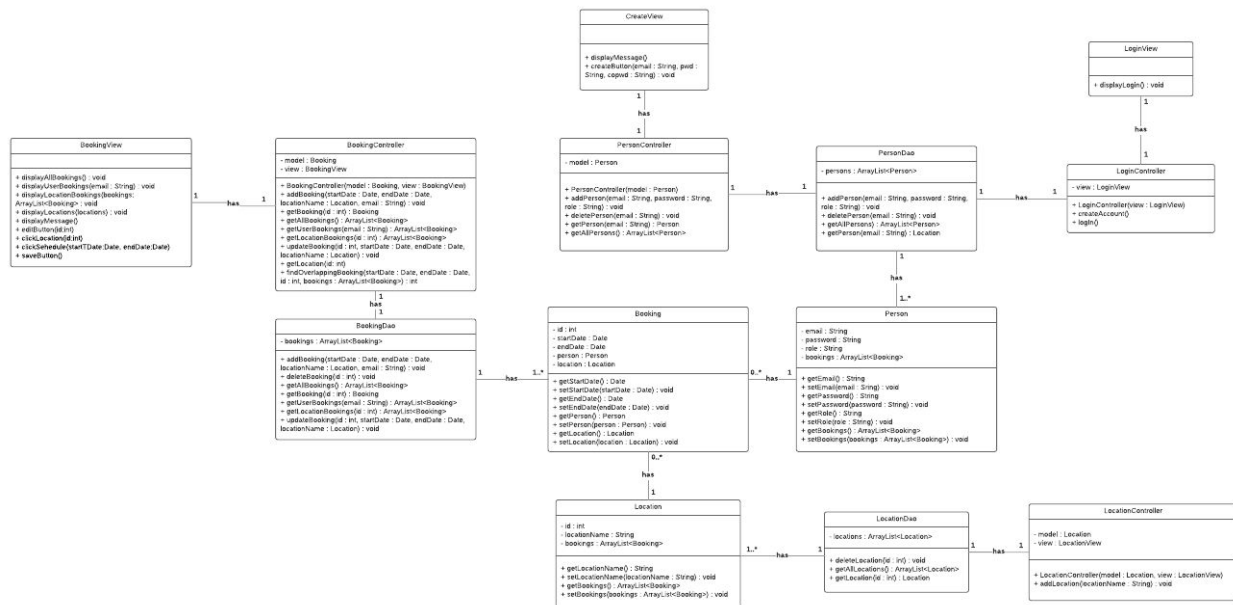 CreateView
+ displayMessage()
+ createButton(email : String, pwd :
String, copwd : String) : void
1
has
1
LoginView
+ displayLogin() : void
1
has
1
BookingView
+ displayAllBookings() : void
+ displayUserBookings(email : String) : void
+ displayLocationBookings(bookings:
ArrayList<Booking>) : void
+ displayLocations(locations) : void
+ displayMessage()
+ editButton(id:int)
+ clickLocation(id:int)
+ saveButton()
1
has
1
BookingController
- model : Booking
- view : BookingView
+ BookingController(model : Booking, view : BookingView)
+ addBooking(startDate : Date, endDate : Date,
locationName : Location, email : String) : void
+ getBooking(id : int) : Booking
+ getAllBookings() : ArrayList<Booking>
+ getUserBookings(email : String) : ArrayList<Booking>
+ getLocationBookings(id : int) : ArrayList<Booking>
+ updateBooking(id : int, startDate : Date, endDate : Date,
locationName : Location) : void
+ getLocation(id: int)
+ findOverlappingBooking(startDate : Date, endDate : Date,
id : int, bookings : ArrayList<Booking>) : int
1
has
1
PersonController
- model : Person
+ PersonController(model : Person)
+ addPerson(email : String, password : String,
role : String) : void
+ deletePerson(email : String) : void
+ getPerson(email : String) : Person
+ getAllPersons() : ArrayList<Person>
1
has
1
PersonDao
- persons : ArrayList<Person>
+ addPerson(email : String, password : String,
role : String) : void
+ deletePerson(email : String) : void
+ getAllPersons) : ArrayList<Person>
+ getPerson(email : String) : Location
1
has
1
LoginController
- view : LoginView
+ LoginController(view : LoginView)
+ createAccount()
+ login()
1
has
1..*
BookingDao
- bookings : ArrayList<Booking>
+ addBooking(startDate : Date, endDate : Date,
locationName : Location, email : String) : void
+ deleteBooking(id : int) : void
+ getAllBookings() : ArrayList<Booking>
+ getBooking(id : int) : Booking
+ getUserBookings(email : String) : ArrayList<Booking>
+ getLocationBookings(id : int) : ArrayList<Booking>
+ updateBooking(id : int, startDate : Date, endDate : Date,
locationName : Location) : void
1
has
1..*
Booking
- id : int
- startDate : Date
- endDate : Date
- person : Person
- location : Location
+ getStartDate() : Date
+ setStartDate(startDate : Date) : void
+ getEndDate() : Date
+ setEndDate(endDate : Date) : void
+ getPerson() : Person
+ setPerson(person : Person) : void
+ getLocation() : Location
+ setLocation(location : Location) : void
0..*
has
1
Person
- email : String
- password : String
- role : String
- bookings : ArrayList<Booking>
+ getEmail() : String
+ setEmail(email : String) : void
+ getPassword() : String
+ setPassword(password : String) : void
+ getRole() : String
+ setRole(role : String) : void
+ getBookings() : ArrayList<Booking>
+ setBookings(bookings : ArrayList<Booking>) : void
0..*
has
1
Location
- id : int
- locationName : String
- bookings : ArrayList<Booking>
+ getLocationName() : String
+ setLocationName(locationName : String) : void
+ getBookings() : ArrayList<Booking>
+ setBookings(bookings : ArrayList<Booking>) : void
1..*
has
1
LocationDao
- locations : ArrayList<Location>
+ deleteLocation(id : int) : void
+ getAllLocations() : ArrayList<Location>
+ getLocation(id : int) : Location
1
has
1
LocationController
- model : Location
- view : LocationView
+ LocationController(model : Location, view : LocationView)
+ addLocation(locationName : String) : void